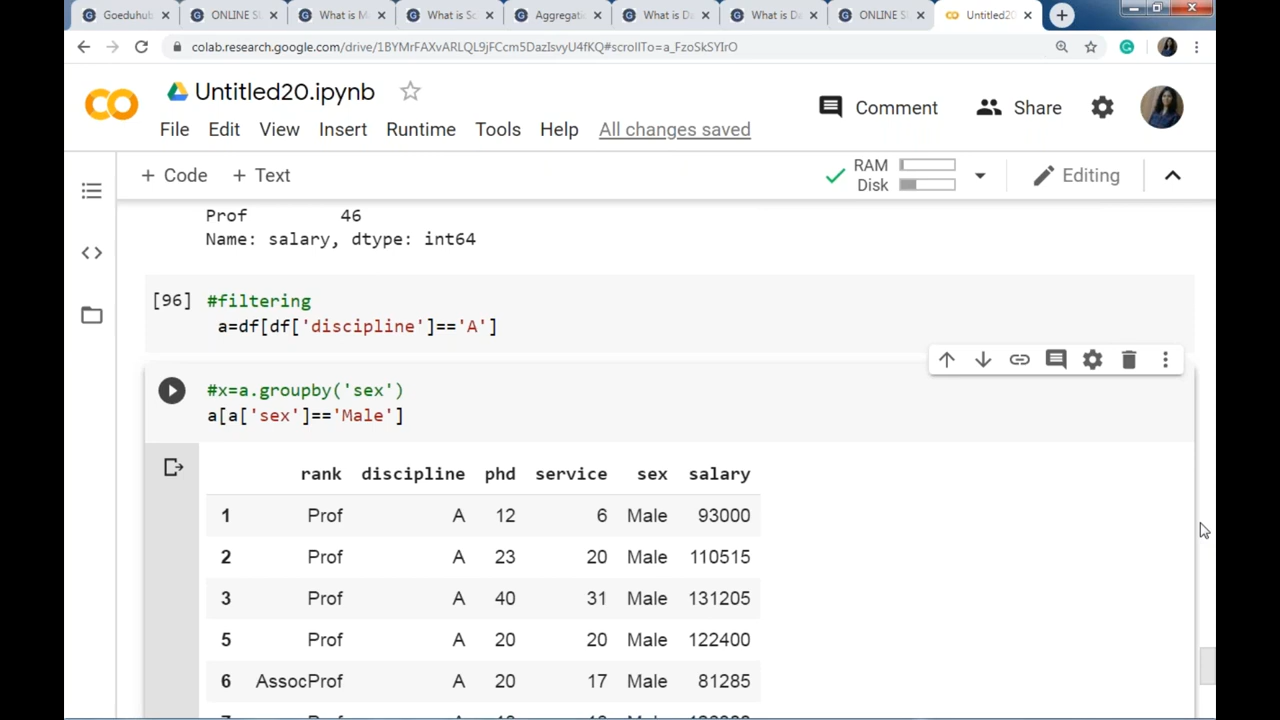 Goeduhub
ONLINE S
What is M
What is Sc
Aggregati
What is D
What is Da
ONLINE S
Untitled20
colab.research.google.com/drive/1BYMrFAXvARLQL9jFCcm5DazIsvyU4fKQ#scrollTo=a_FzoSkSYIrO
Untitled20.ipynb
Comment
Share
File Edit View Insert Runtime Tools Help All changes saved
+ Code + Text
RAM
Disk
Editing
Prof 46
Name: salary, dtype: int64
[96] #filtering
a=df[df['discipline']=='A']
#x=a.groupby('sex')
a[a['sex']=='Male']
rank discipline phd service sex salary
1 Prof A 12 6 Male 93000
2 Prof A 23 20 Male 110515
3 Prof A 40 31 Male 131205
5 Prof A 20 20 Male 122400
6 AssocProf A 20 17 Male 81285